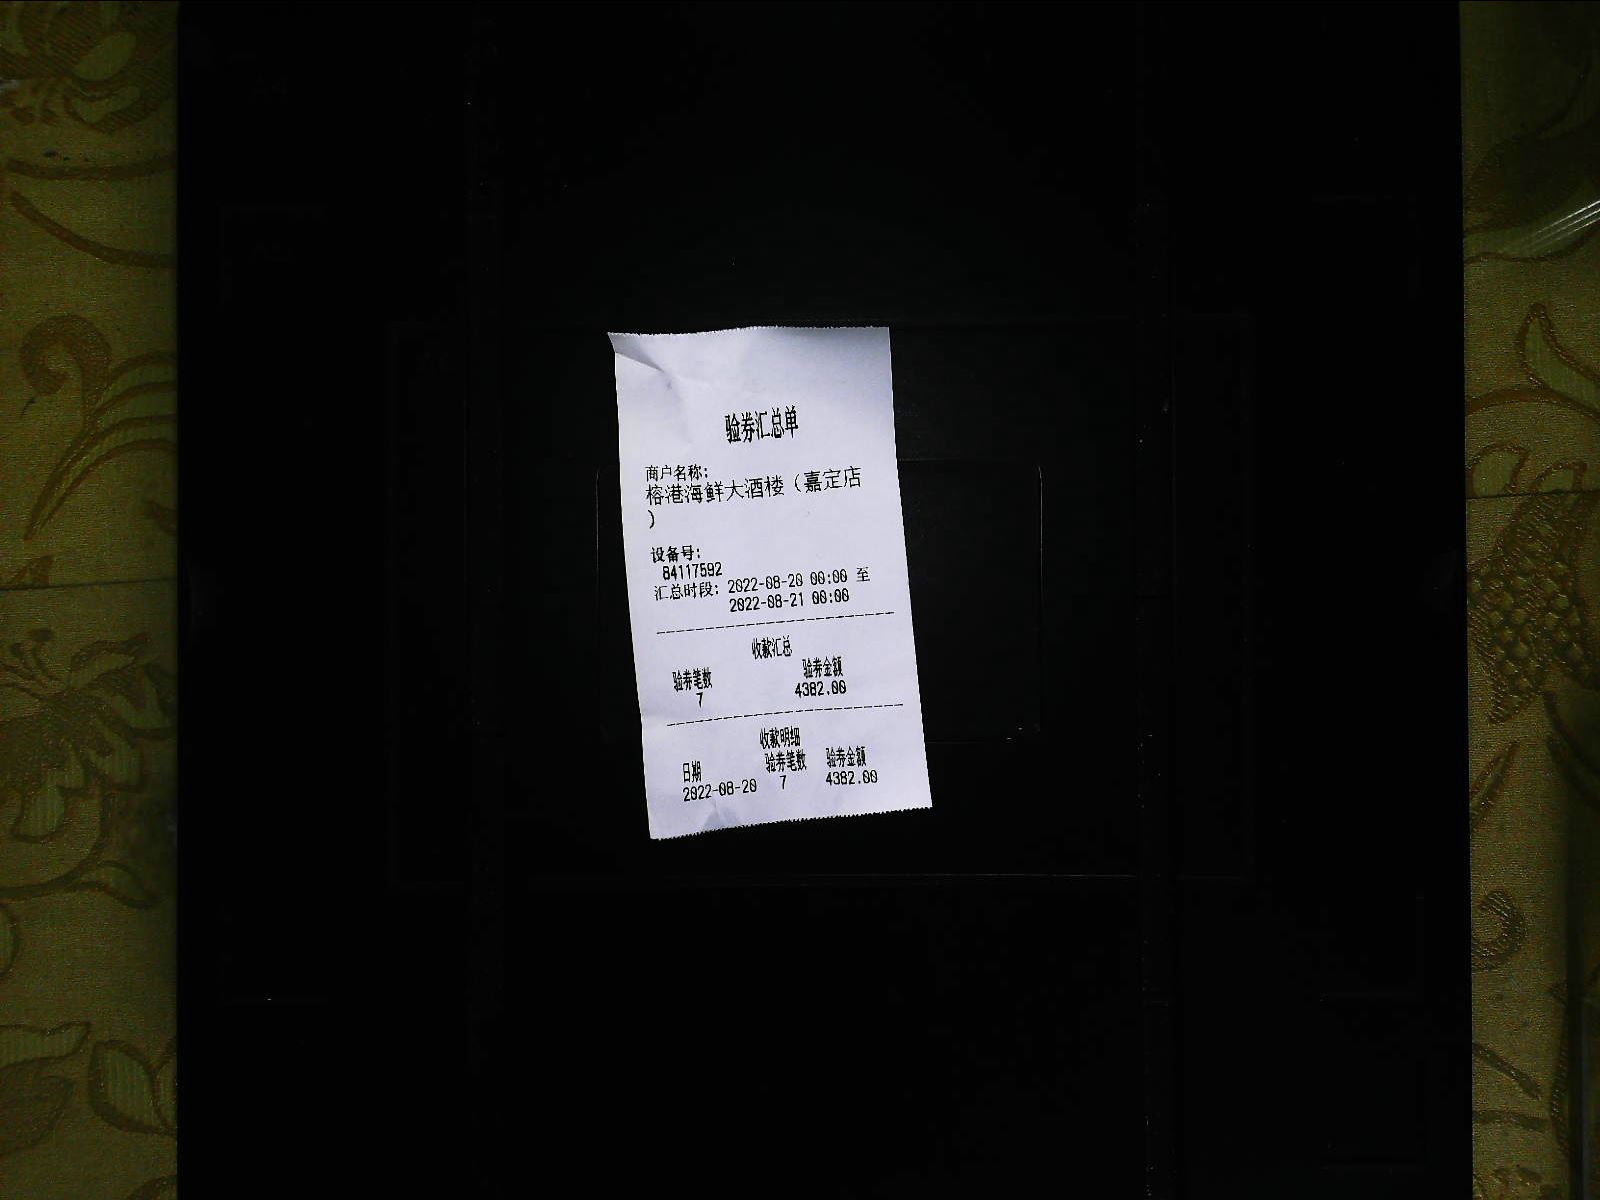 验券汇总单
商户名称:
榕港海鲜大酒楼（嘉定店
）
设备号:
84117592
汇总时段: 2022-08-20 00:00 至
2022-08-21 00:00
收款汇总
验券笔数 验券金额
7 4382.00
收款明细
日期 验券笔数 验券金额
2022-08-20 7 4382.00